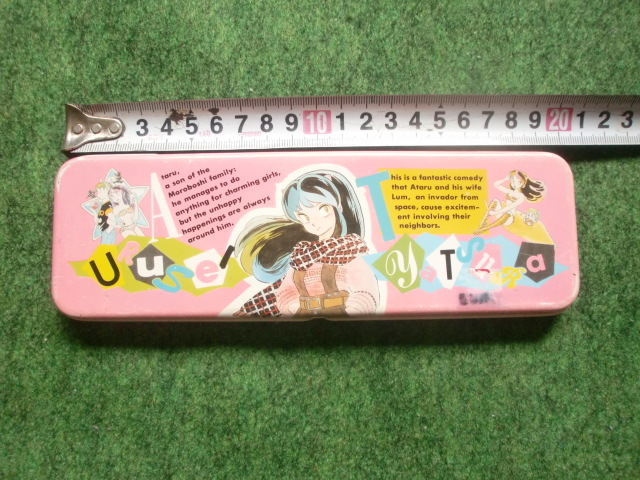 3 4 5 6 7 8 9 10 1 2 3 4 5 6 7 8 9 20 1 2 3
Ataru,
a son of the
Moroboshi family:
he manages to do
anything for charming girls,
but the unhappy
happenings are always
around him.
This is a fantastic comedy
that Ataru and his wife
Lum, an invador from
space, cause excitem-
ent involving their
neighbors.
Urusei Yatsura